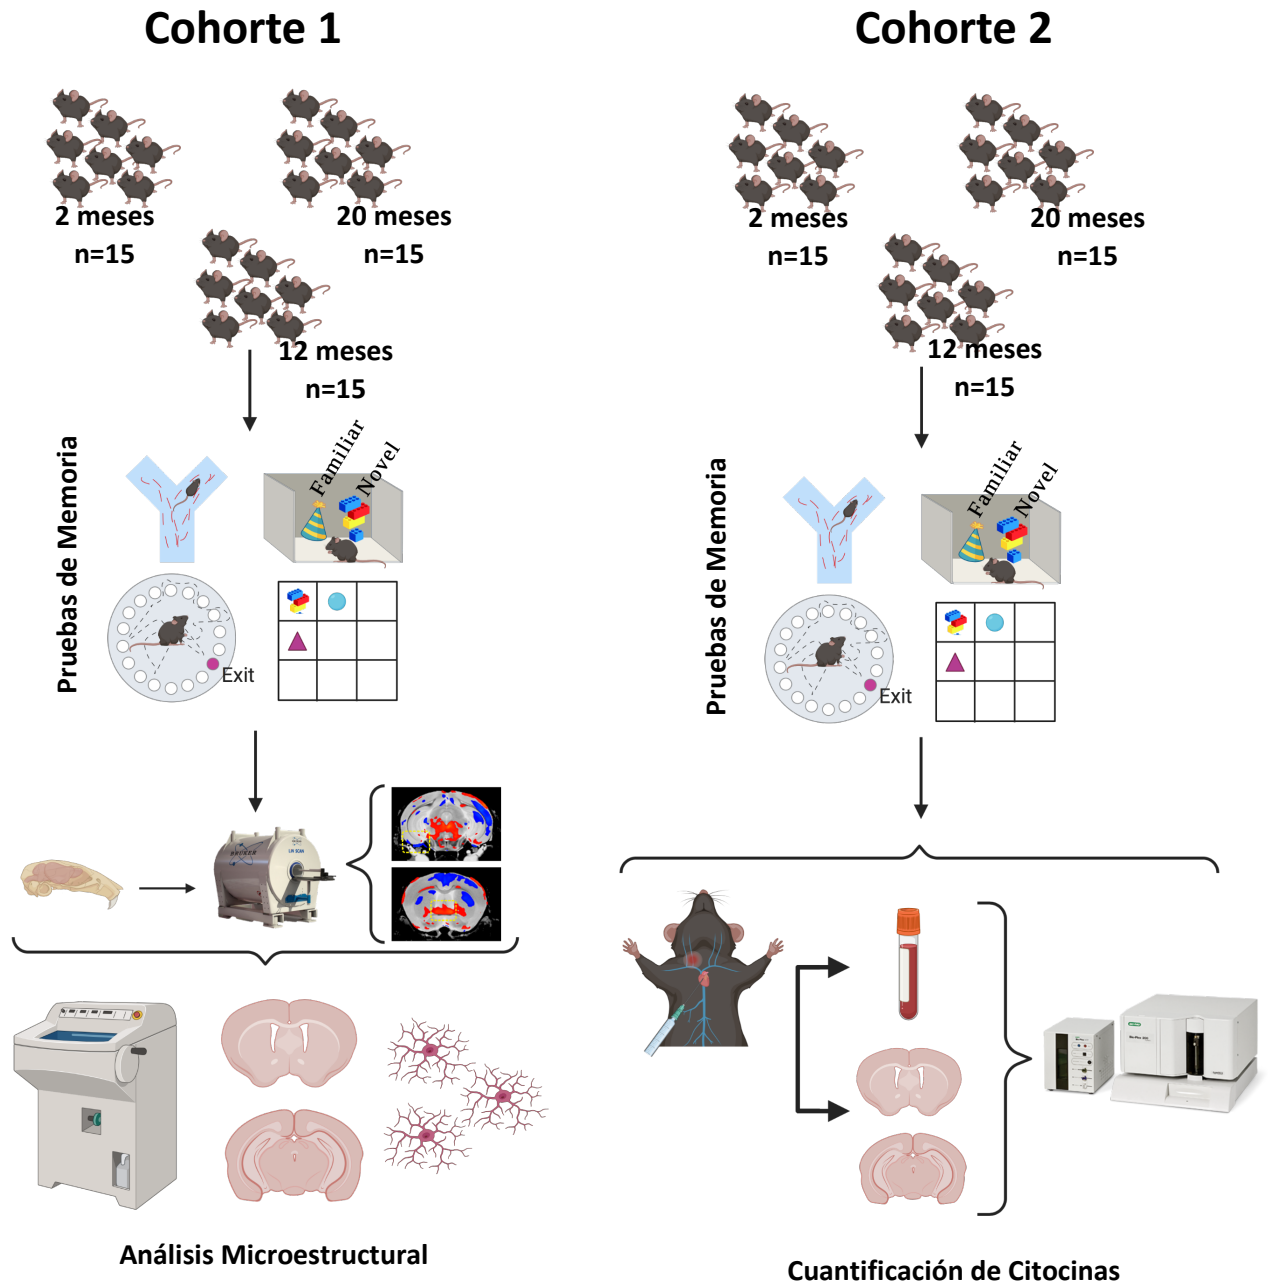 Cohorte 1
2 meses
n=15
20 meses
n=15
12 meses
n=15
Pruebas de Memoria
Familiar
Novel
Exit
BRUKER
Análisis Microestructural
Cohorte 2
2 meses
n=15
20 meses
n=15
12 meses
n=15
Pruebas de Memoria
Familiar
Novel
Exit
Cuantificación de Citocinas